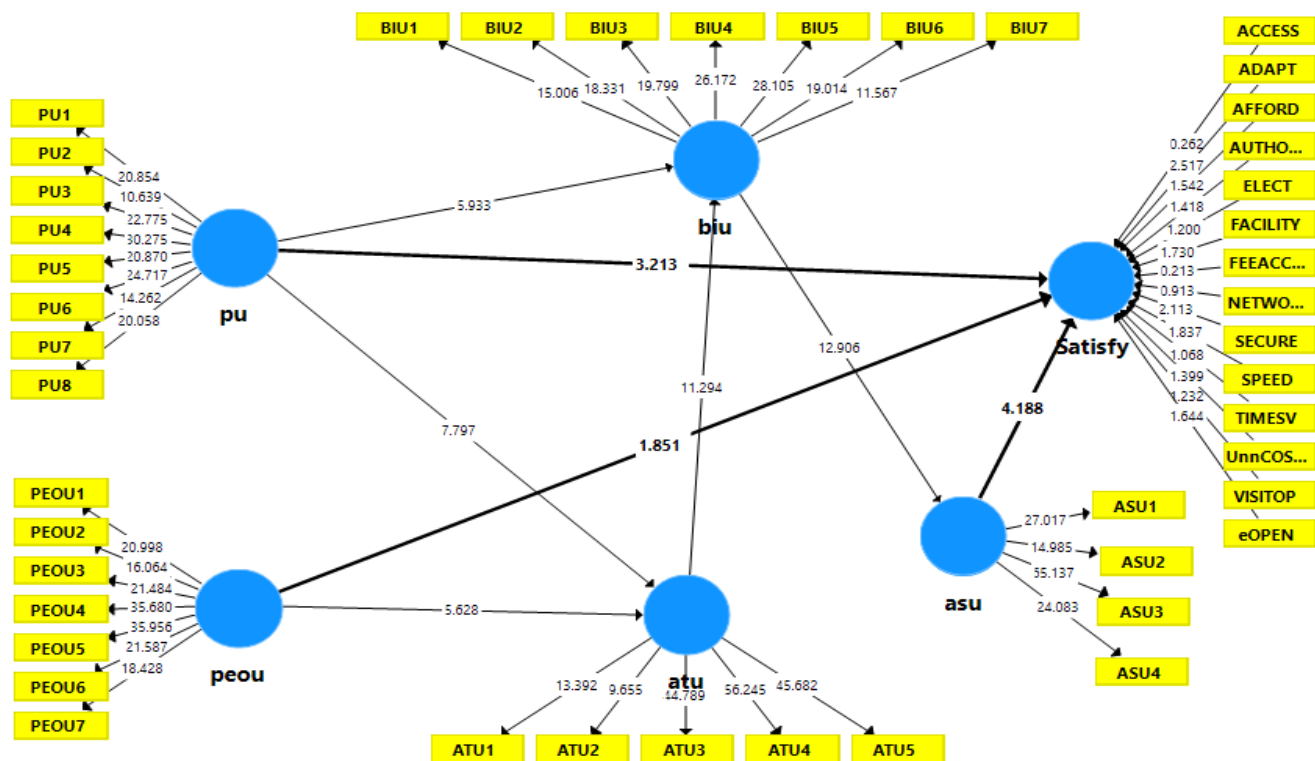 BIU1
BIU2
BIU3
BIU4
BIU5
BIU6
BIU7
15.006
18.331
19.799
26.172
28.105
19.014
11.567
biu
PU1
PU2
PU3
PU4
PU5
PU6
PU7
PU8
20.854
10.639
22.775
30.275
20.870
24.717
14.262
20.058
pu
5.933
3.213
7.797
1.851
5.628
11.294
12.906
4.188
ACCESS
ADAPT
AFFORD
AUTHO...
ELECT
FACILITY
FEEACC...
NETWO...
SECURE
SPEED
TIMESV
UnnCOS...
VISITOP
eOPEN
0.262
2.517
1.542
1.418
1.200
1.730
0.213
0.913
2.113
1.837
1.068
1.399
1.232
1.644
Satisfy
PEOU1
PEOU2
PEOU3
PEOU4
PEOU5
PEOU6
PEOU7
20.998
16.064
21.484
35.680
35.956
21.587
18.428
peou
asu
27.017
14.985
55.137
24.083
ASU1
ASU2
ASU3
ASU4
atu
13.392
9.655
44.789
56.245
45.682
ATU1
ATU2
ATU3
ATU4
ATU5